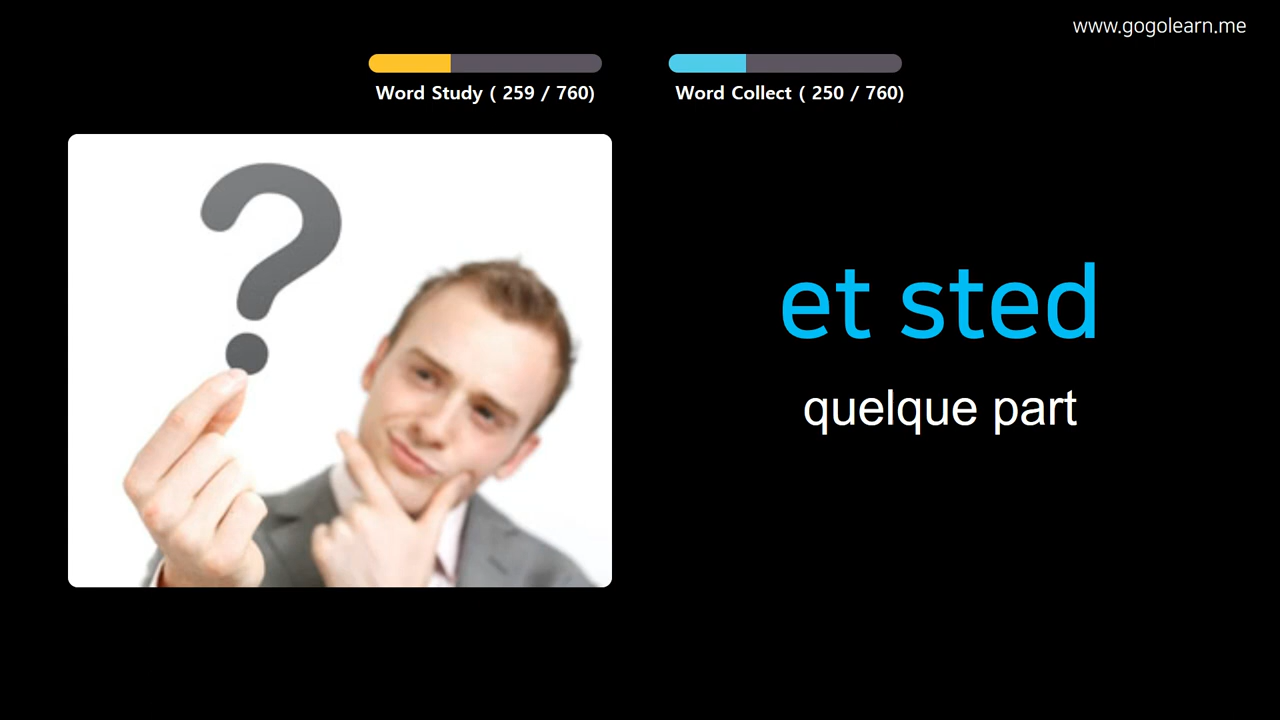 www.gogolearn.me
Word Study ( 259 / 760)
Word Collect ( 250 / 760)
?
et sted
quelque part